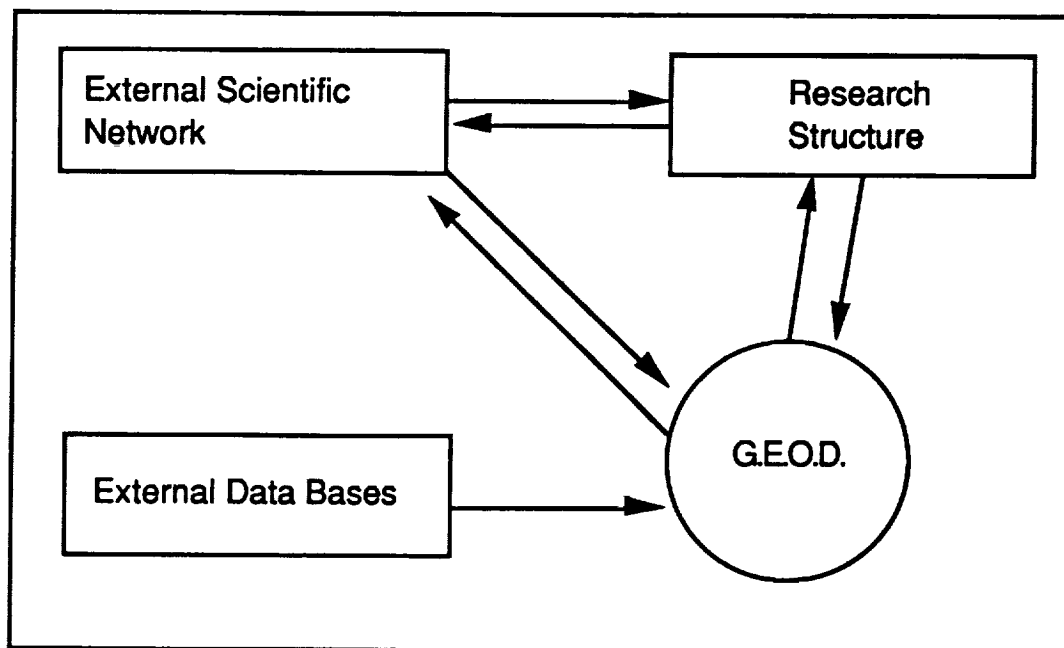 External Scientific
Network
Research
Structure
G.E.O.D.
External Data Bases